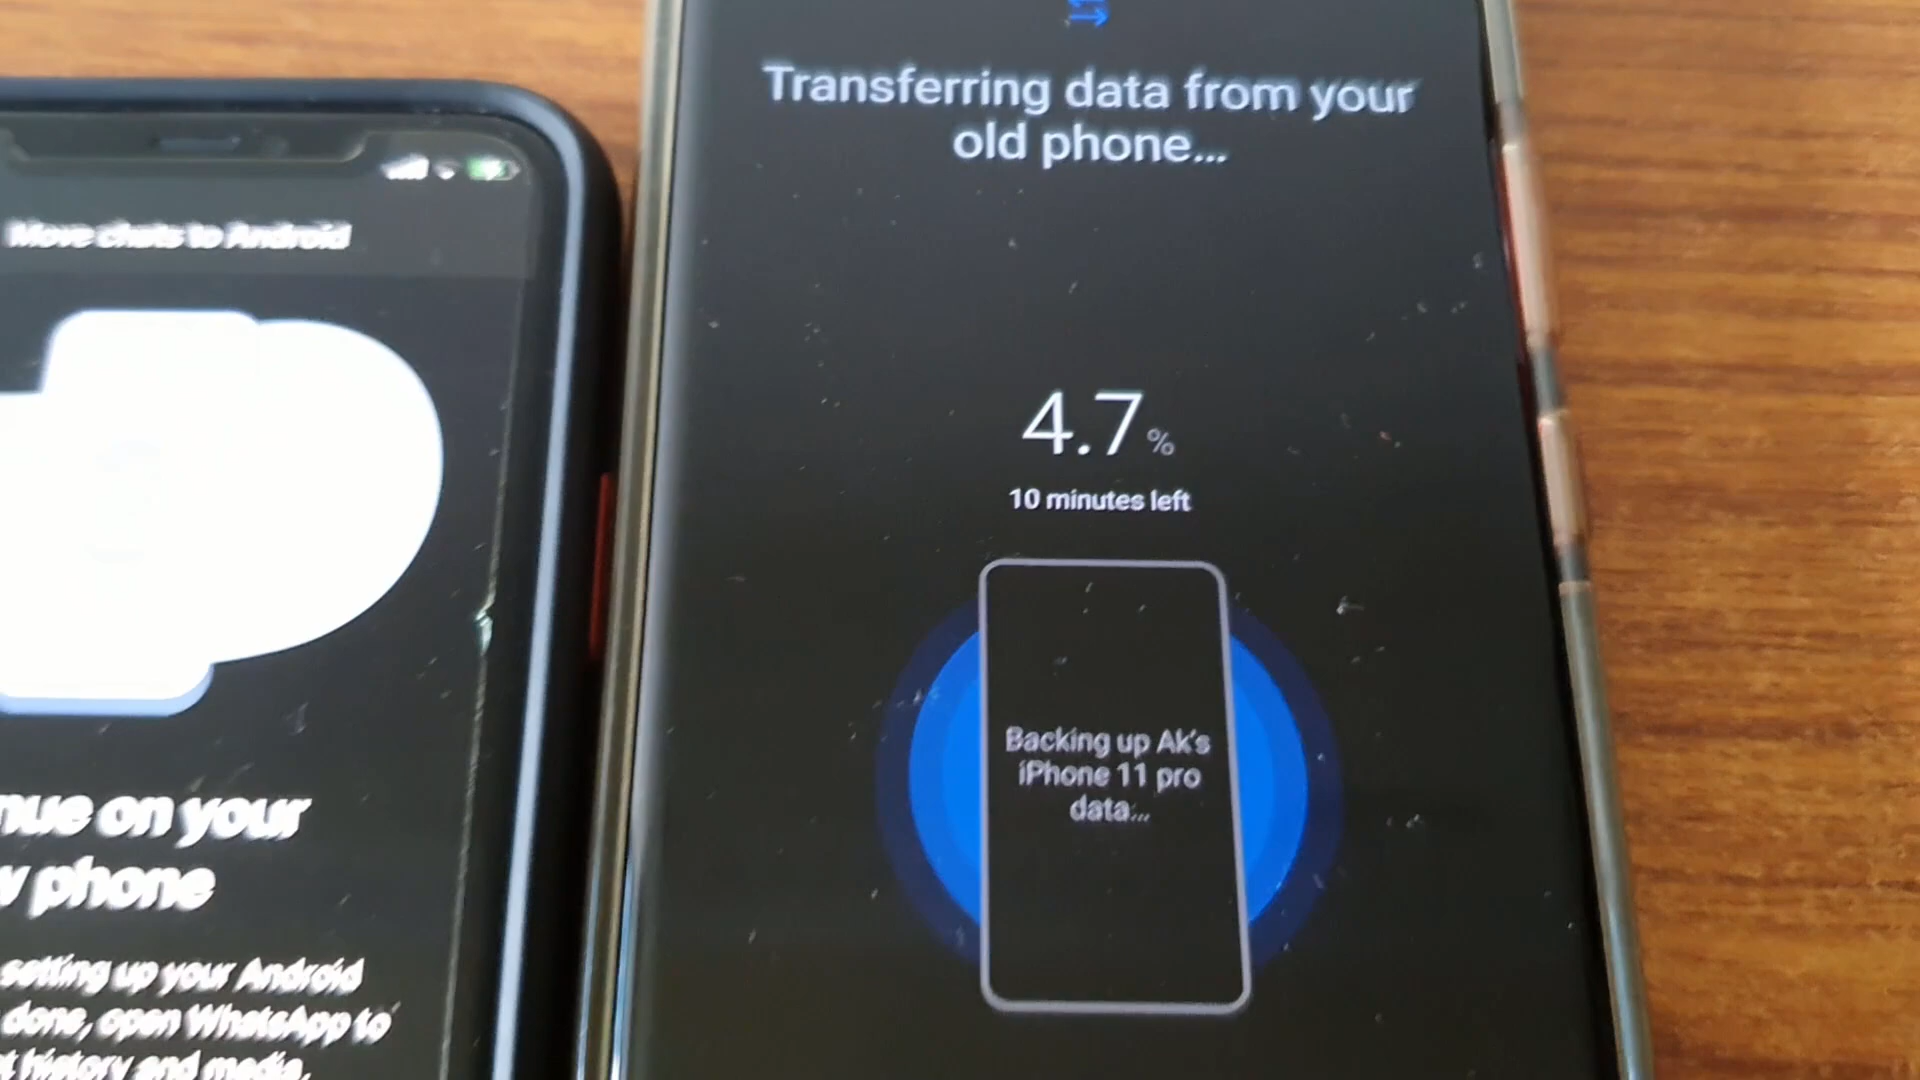 Move chats to Android
nue on your
phone
setting up your Android
done, open WhatsApp to
history and media.
Transferring data from your
old phone...
4.7%
10 minutes left
Backing up Ak's
iPhone 11 pro
data...